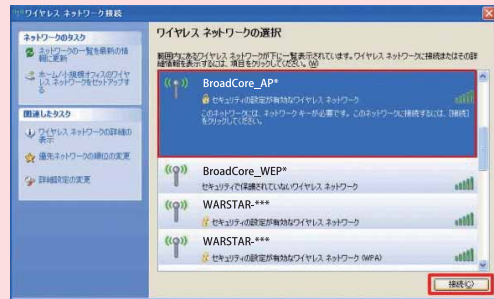 ワイヤレス ネットワーク接続
ネットワークのタスク
ネットワークの一覧を最新の情
報に更新
ホーム/小規模オフィスのワイヤ
レス ネットワークをセットアップす
る
関連したタスク
ワイヤレス ネットワークの詳細の
表示
優先ネットワークの順位の変更
詳細設定の変更
ワイヤレス ネットワークの選択
範囲内にあるワイヤレス ネットワークが下に一覧表示されています。ワイヤレス ネットワークに接続またはその詳
細情報を表示するには、項目をクリックしてください。(W)
BroadCore_AP*
セキュリティの設定が有効なワイヤレス ネットワーク
このネットワークには、ネットワーク キーが必要です。このネットワークに接続するには、[接続]
をクリックしてください。
BroadCore_WEP*
セキュリティで保護されていないワイヤレス ネットワーク
WARSTAR-***
セキュリティの設定が有効なワイヤレス ネットワーク
WARSTAR-***
セキュリティの設定が有効なワイヤレス ネットワーク (WPA)
接続(C)